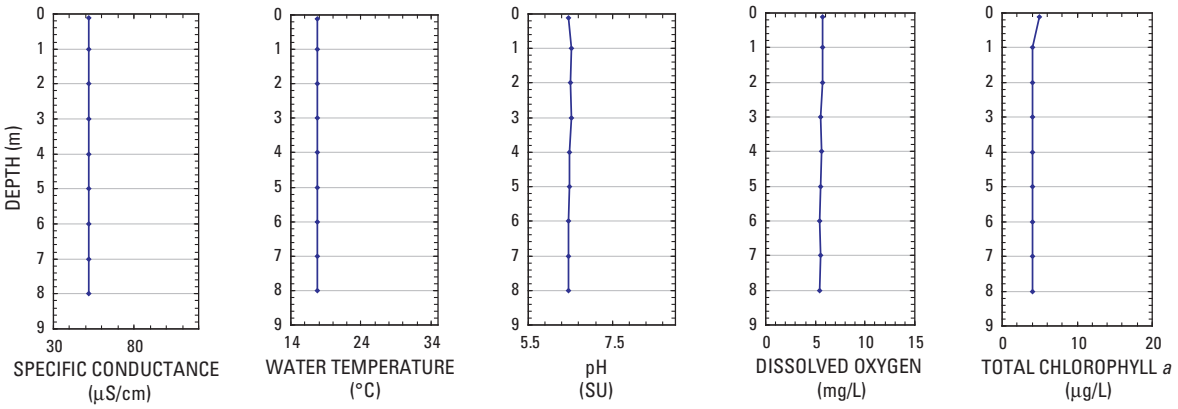 0 0 0 0 0
1 1 1 1 1
2 2 2 2 2
3 3 3 3 3
4 4 4 4 4
5 5 5 5 5
6 6 6 6 6
7 7 7 7 7
8 8 8 8 8
9 9 9 9 9
DEPTH (m)
30 80
SPECIFIC CONDUCTANCE
(µS/cm)
14 24 34
WATER TEMPERATURE
(°C)
5.5 7.5
pH
(SU)
0 5 10 15
DISSOLVED OXYGEN
(mg/L)
0 10 20
TOTAL CHLOROPHYLL a
(µg/L)